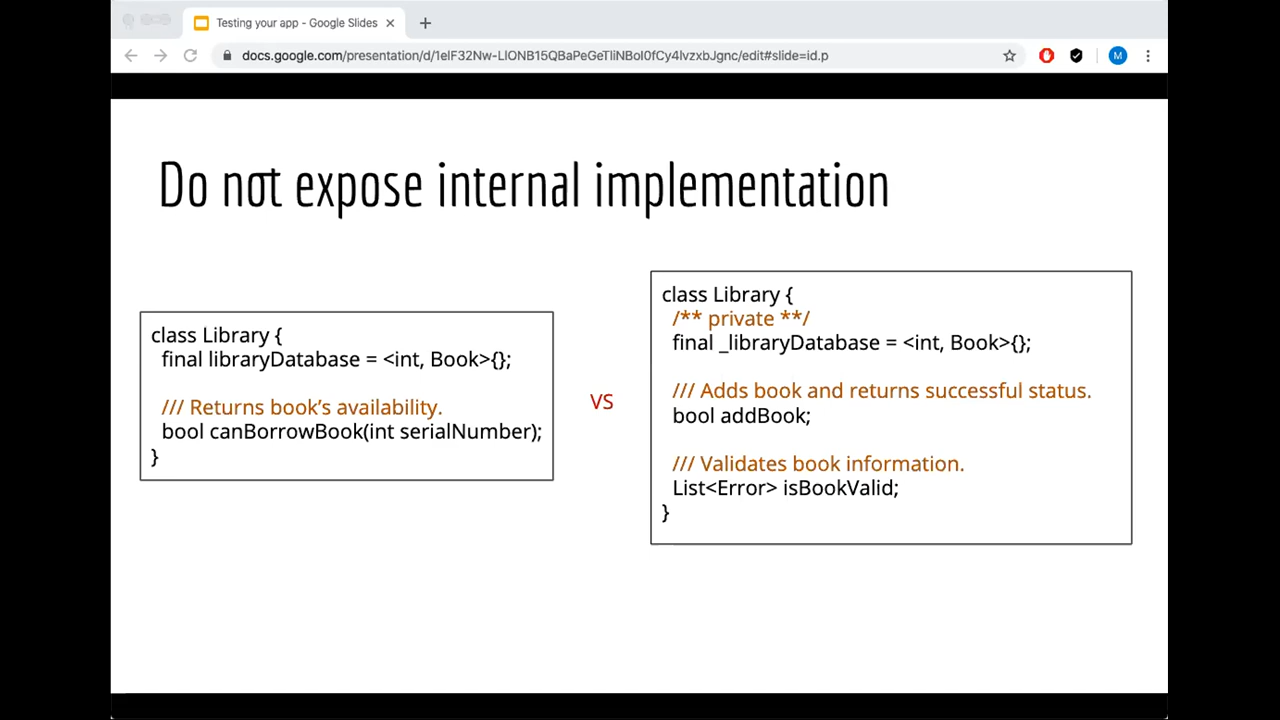 Testing your app - Google Slides
docs.google.com/presentation/d/1elF32Nw-LlONB15QBaPeGeTliNBol0fCy4lvzxbJgnc/edit#slide=id.p
M
Do not expose internal implementation
class Library {
final libraryDatabase = <int, Book>{};
/// Returns book's availability.
bool canBorrowBook(int serialNumber);
}
VS
class Library {
/** private **/
final _libraryDatabase = <int, Book>{};
/// Adds book and returns successful status.
bool addBook;
/// Validates book information.
List<Error> isBookValid;
}